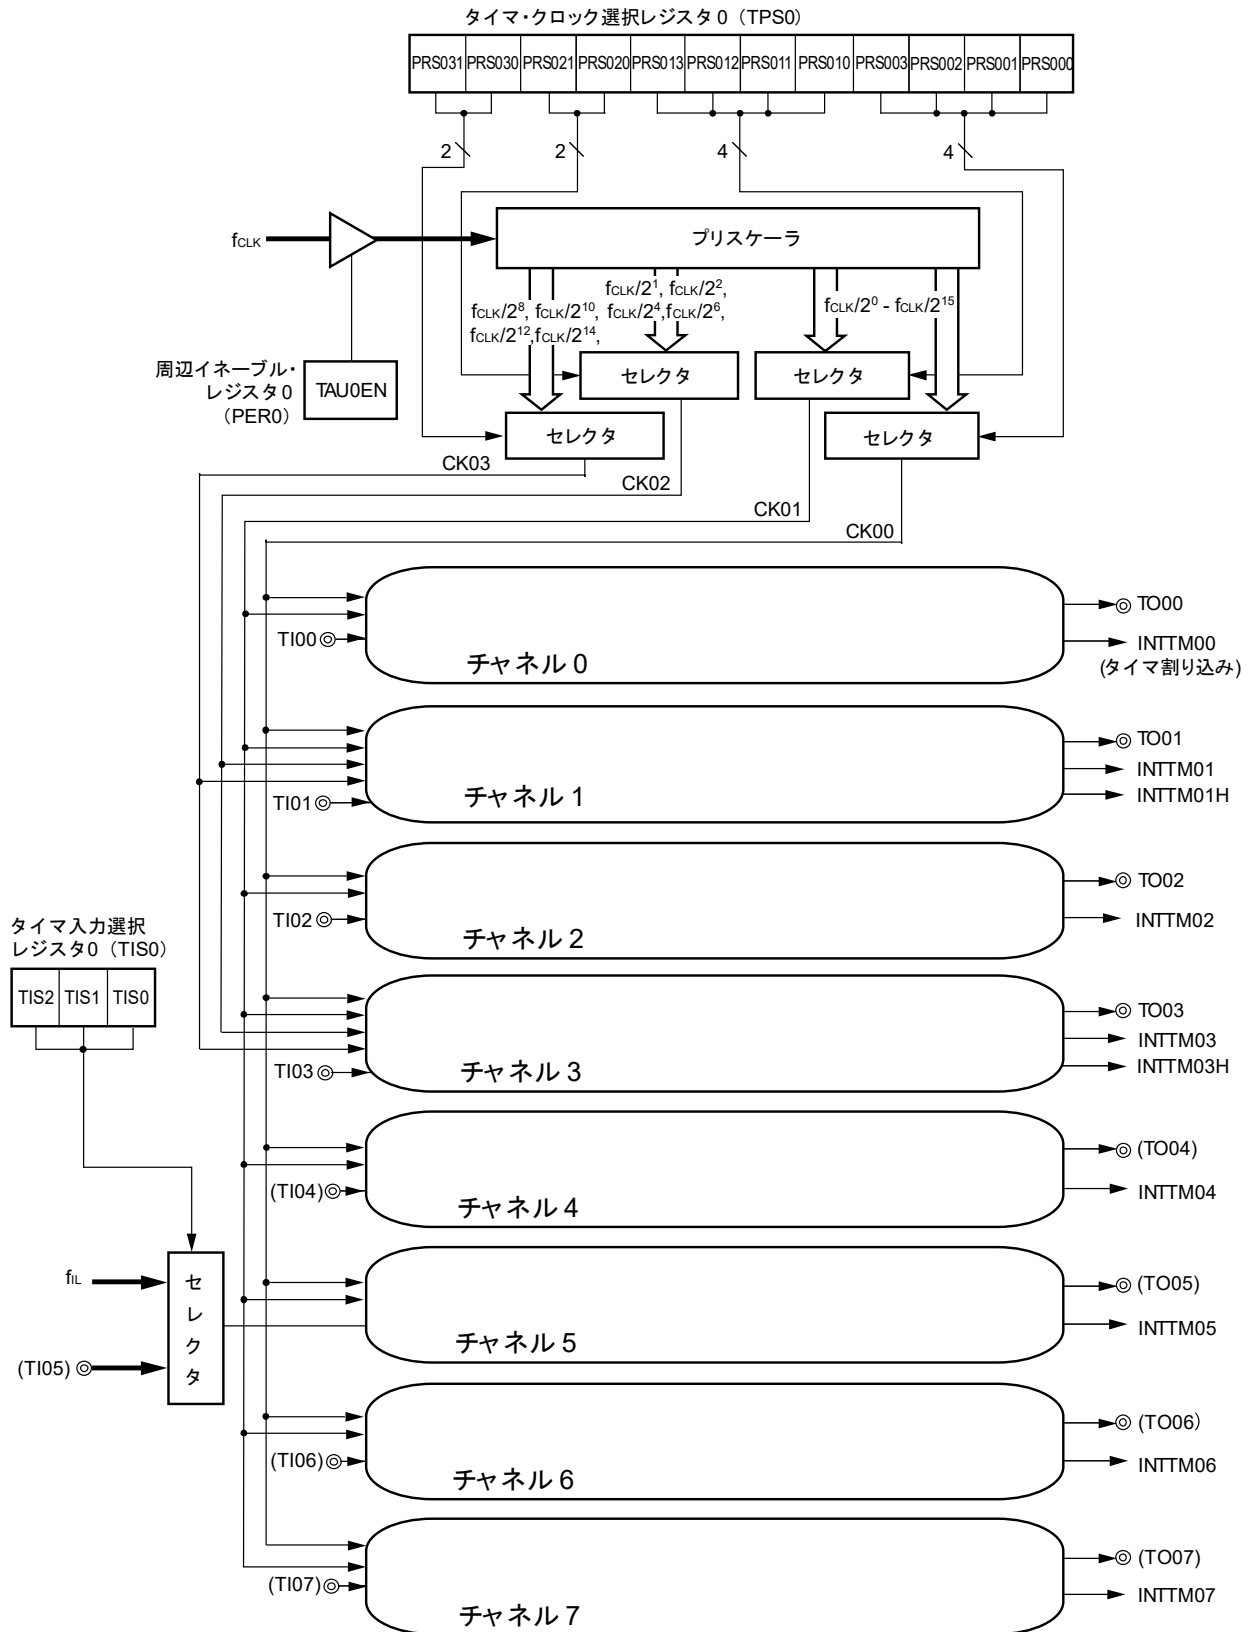 タイマ・クロック選択レジスタ0（TPS0）
PRS031 PRS030 PRS021 PRS020 PRS013 PRS012 PRS011 PRS010 PRS003 PRS002 PRS001 PRS000
2 2 4 4
fCLK
プリスケーラ
fCLK/2^8, fCLK/2^10,
fCLK/2^12,fCLK/2^14,
fCLK/2^1, fCLK/2^2,
fCLK/2^4,fCLK/2^6,
fCLK/2^0 - fCLK/2^15
周辺イネーブル・
レジスタ0
（PER0）
TAU0EN
セレクタ
セレクタ
セレクタ
セレクタ
CK03
CK02
CK01
CK00
TI00
チャネル 0
TO00
INTTM00
(タイマ割り込み)
TI01
チャネル 1
TO01
INTTM01
INTTM01H
TI02
チャネル 2
TO02
INTTM02
タイマ入力選択
レジスタ0（TIS0）
TIS2 TIS1 TIS0
TI03
チャネル 3
TO03
INTTM03
INTTM03H
(TI04)
チャネル 4
(TO04)
INTTM04
fIL
(TI05)
セレクタ
チャネル 5
(TO05)
INTTM05
(TI06)
チャネル 6
(TO06)
INTTM06
(TI07)
チャネル 7
(TO07)
INTTM07